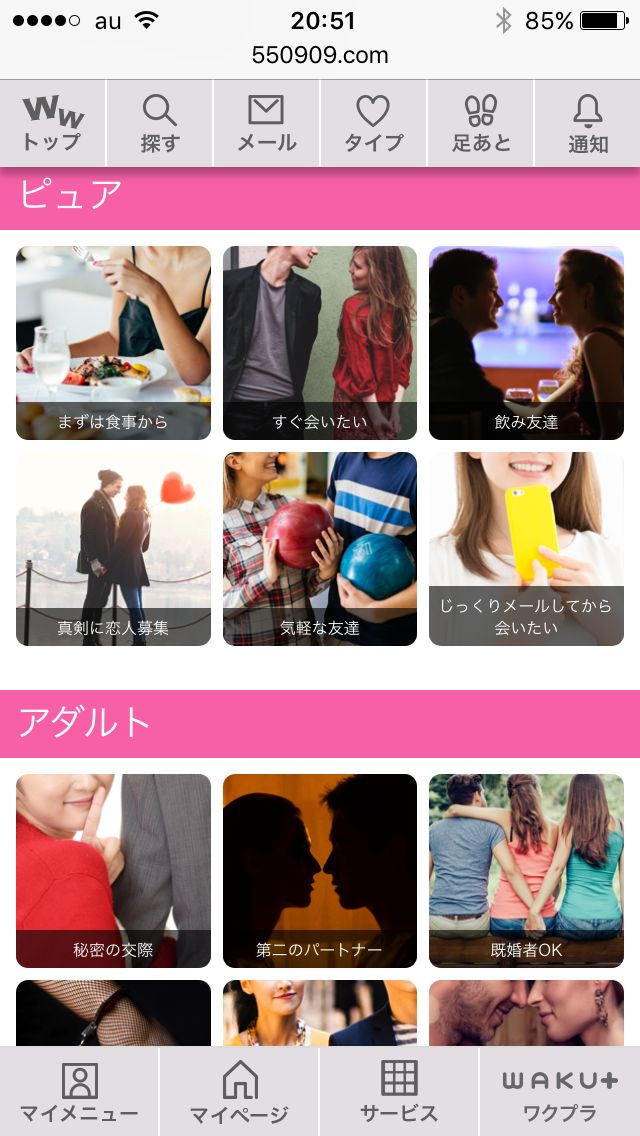 au 20:51 85%
550909.com
WW
トップ 探す メール タイプ 足あと 通知
ピュア
まずは食事から すぐ会いたい 飲み友達
真剣に恋人募集 気軽な友達 じっくりメールしてから
会いたい
アダルト
秘密の交際 第二のパートナー 既婚者OK
WAKU+
マイメニュー マイページ サービス ワクプラ